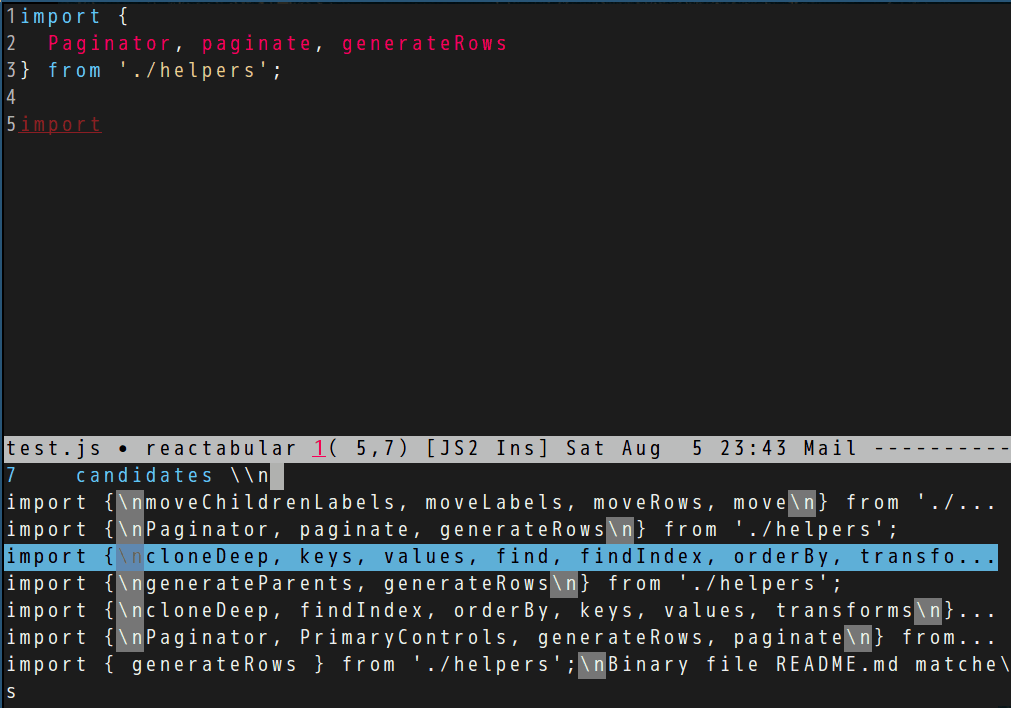 1import {
2  Paginator, paginate, generateRows
3} from './helpers';
4
5import
test.js • reactabular 1( 5,7) [JS2 Ins] Sat Aug  5 23:43 Mail ----------
7    candidates \\n
import {\nmoveChildrenLabels, moveLabels, moveRows, move\n} from './...
import {\nPaginator, paginate, generateRows\n} from './helpers';
import {\ncloneDeep, keys, values, find, findIndex, orderBy, transfo...
import {\ngenerateParents, generateRows\n} from './helpers';
import {\ncloneDeep, findIndex, orderBy, keys, values, transforms\n}...
import {\nPaginator, PrimaryControls, generateRows, paginate\n} from...
import { generateRows } from './helpers';\nBinary file README.md matche\
s